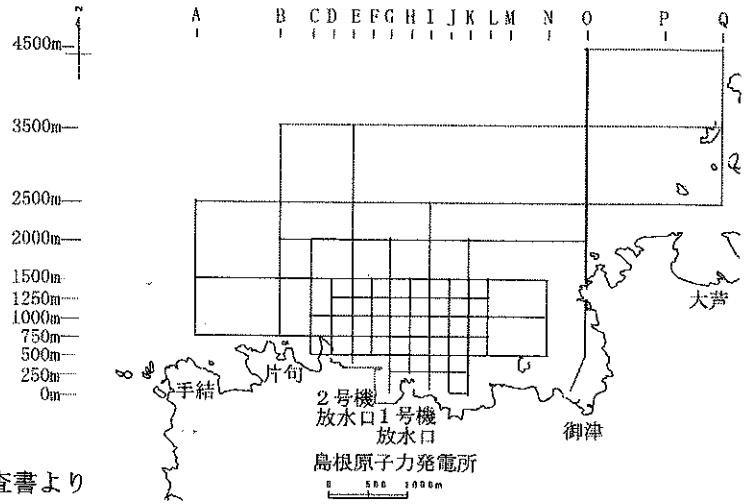 A B C D E F G H I J K L M N O P Q
N
4500m
3500m
2500m
2000m
1500m
1250m
1000m
750m
500m
250m
0m
手結
片句
2号機
放水口
1号機
放水口
御津
大芦
島根原子力発電所
0 500 1000m
査書より